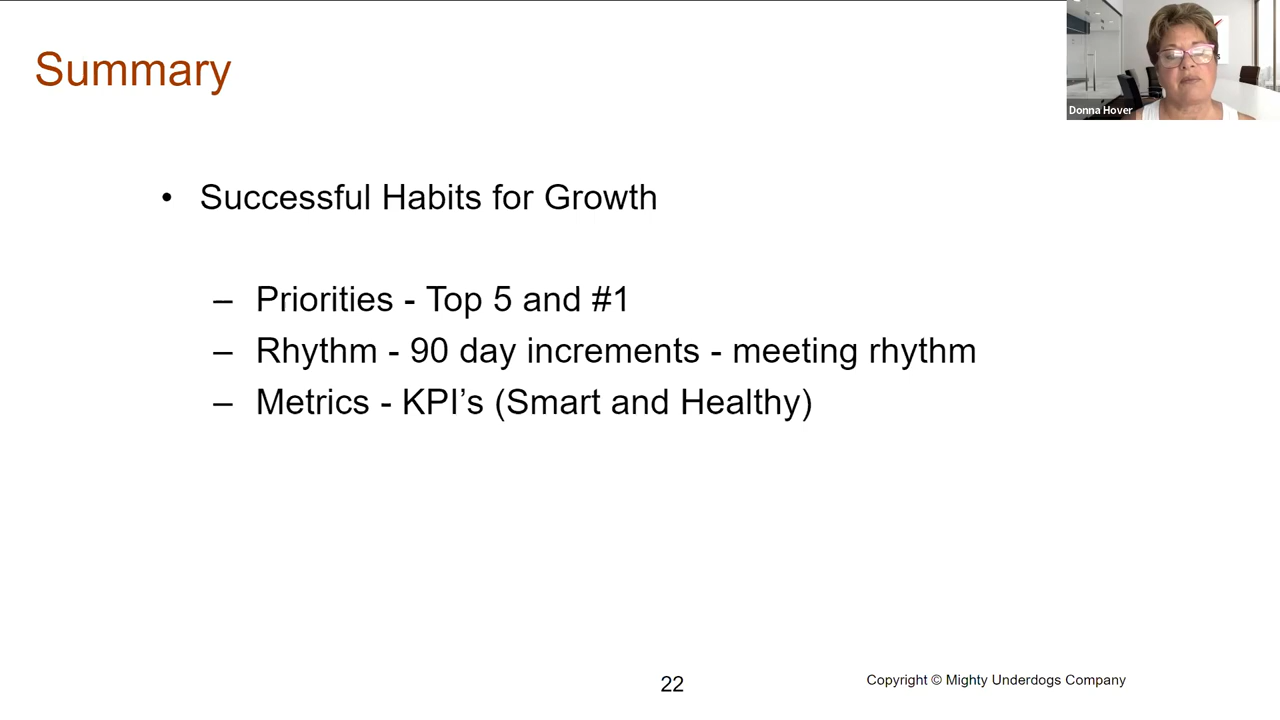 Summary
Donna Hover
• Successful Habits for Growth
– Priorities - Top 5 and #1
– Rhythm - 90 day increments - meeting rhythm
– Metrics - KPI’s (Smart and Healthy)
22
Copyright © Mighty Underdogs Company